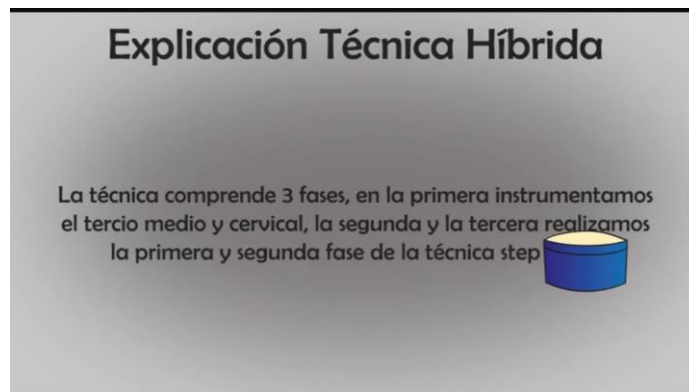 Explicación Técnica Híbrida
La técnica comprende 3 fases, en la primera instrumentamos
el tercio medio y cervical, la segunda y la tercera realizamos
la primera y segunda fase de la técnica step